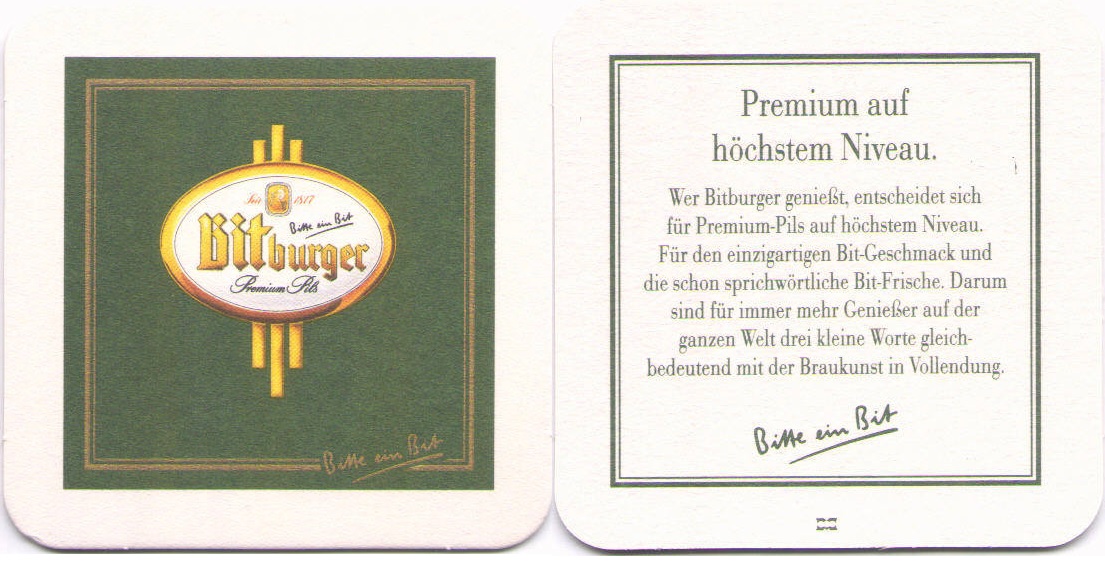 Seit 1817
Bitte ein Bit
Bitburger
Premium Pils
Bitte ein Bit
Premium auf
höchstem Niveau.
Wer Bitburger genießt, entscheidet sich
für Premium-Pils auf höchstem Niveau.
Für den einzigartigen Bit-Geschmack und
die schon sprichwörtliche Bit-Frische. Darum
sind für immer mehr Genießer auf der
ganzen Welt drei kleine Worte gleich-
bedeutend mit der Braukunst in Vollendung.
Bitte ein Bit